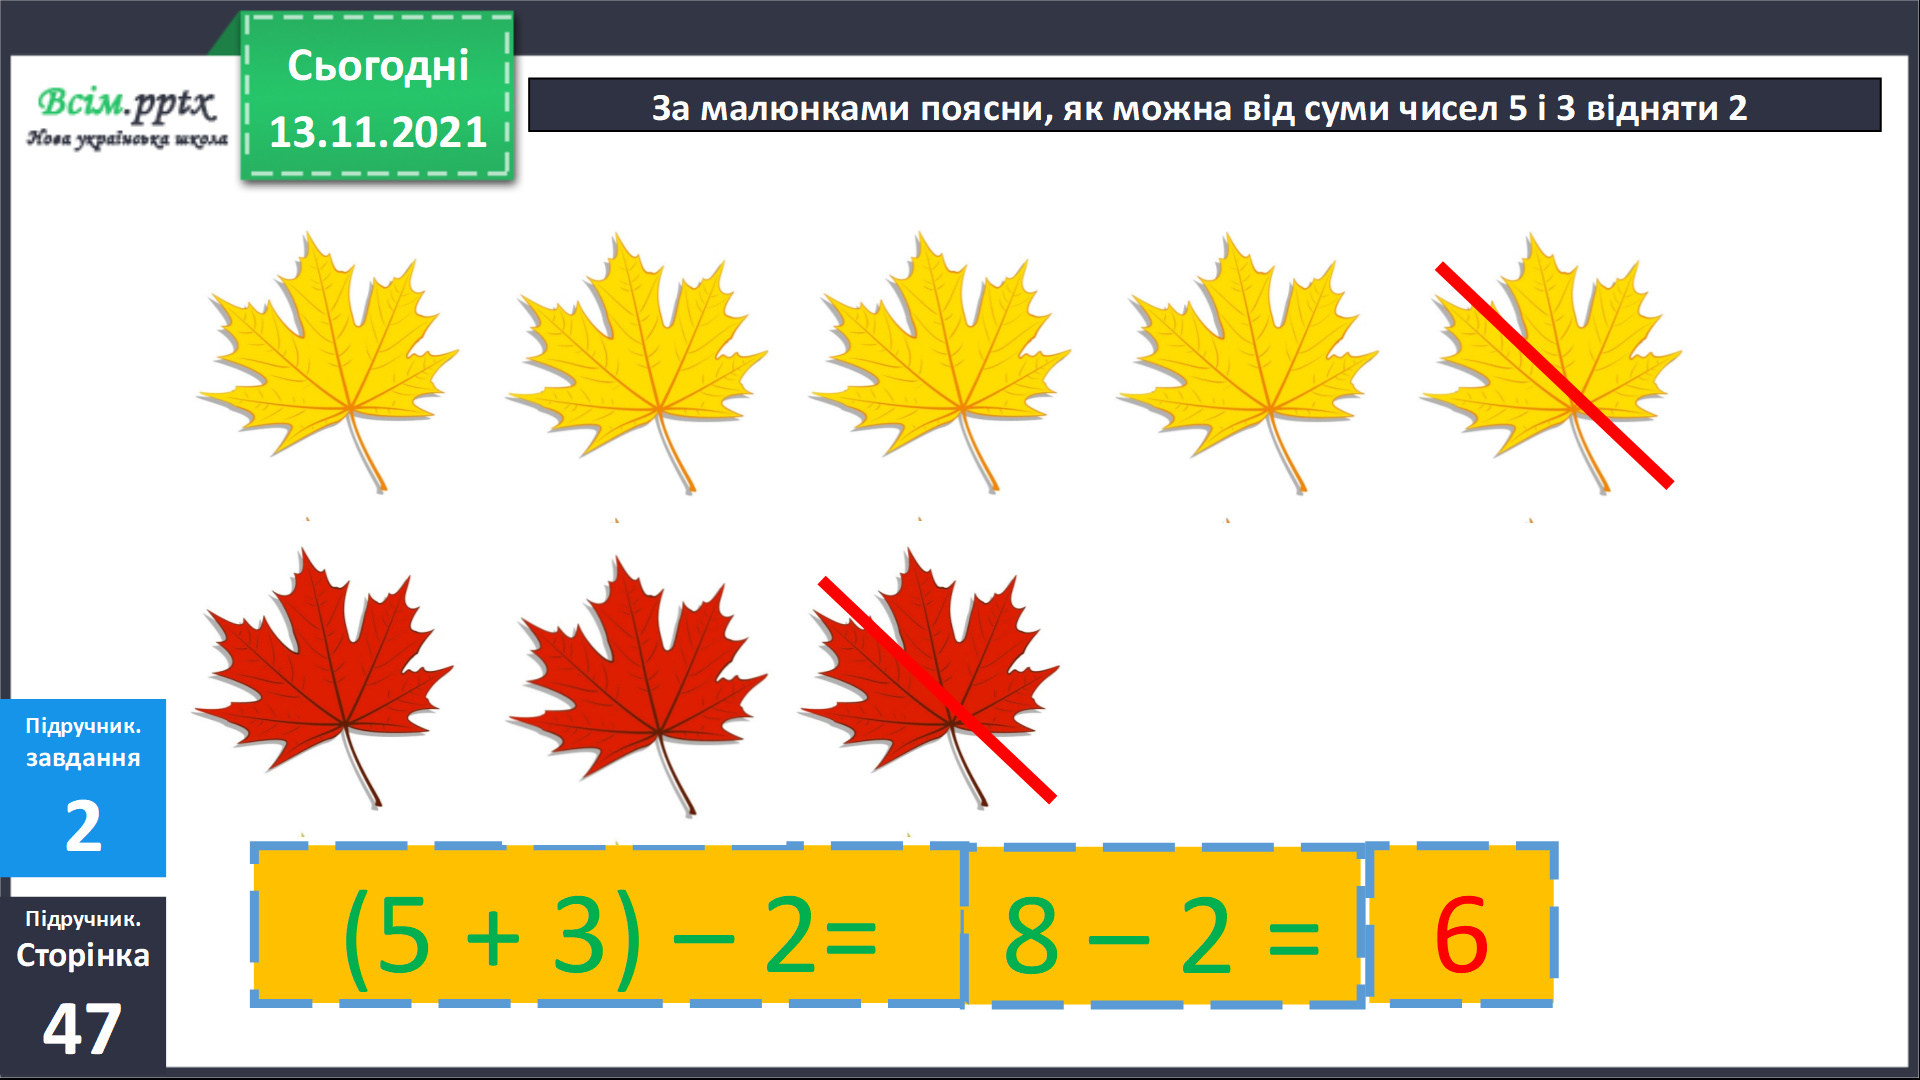 Сьогодні
13.11.2021
Всім.pptx
Нова українська школа
За малюнками поясни, як можна від суми чисел 5 і 3 відняти 2
Підручник.
завдання
2
Підручник.
Сторінка
47
(5 + 3) – 2= 8 – 2 = 6